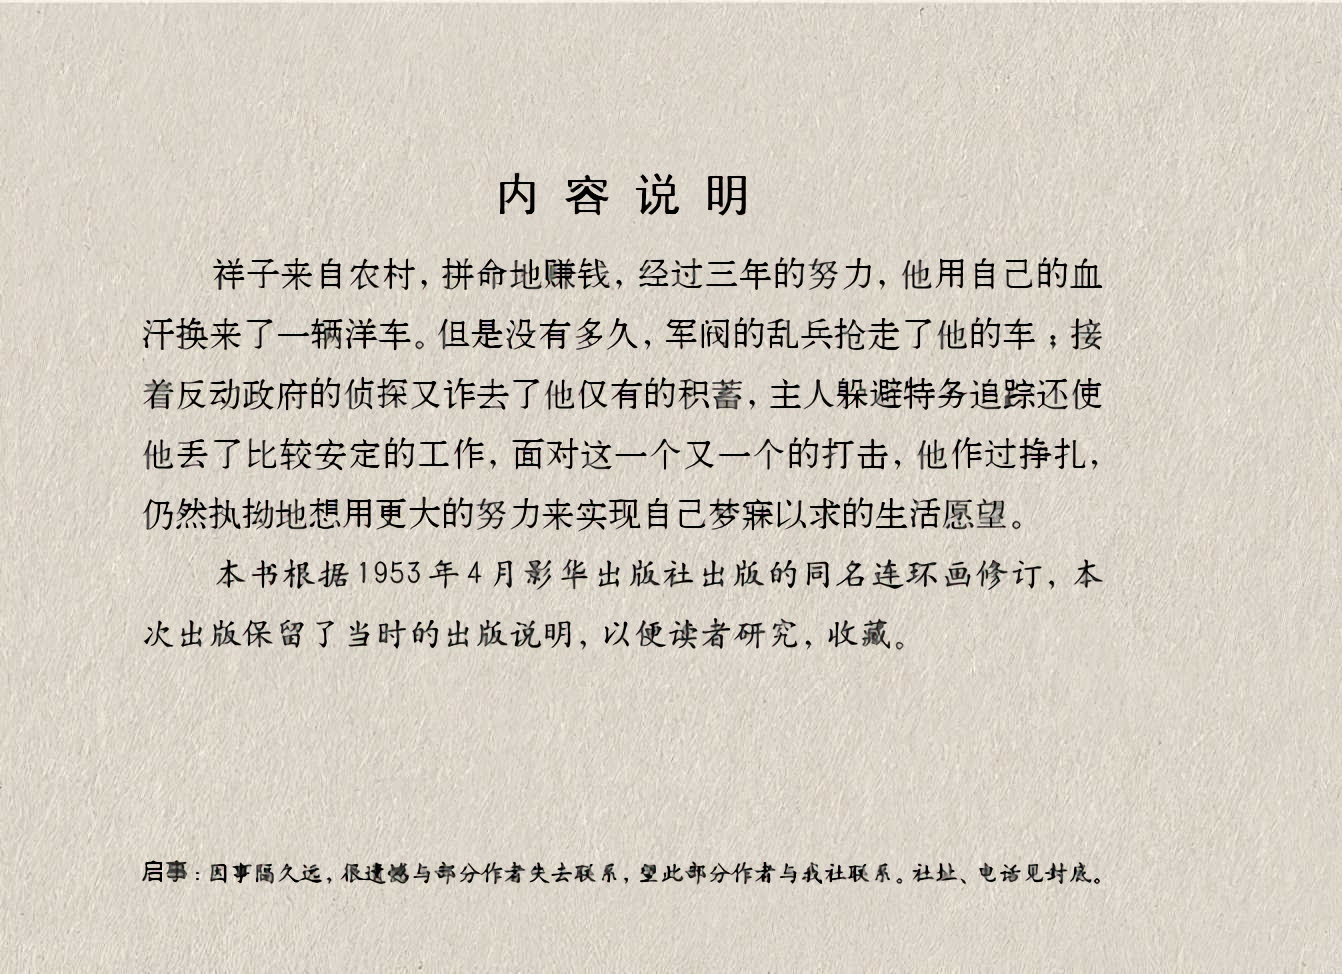 内容说明
祥子来自农村，拼命地赚钱，经过三年的努力，他用自己的血
汗换来了一辆洋车。但是没有多久，军阀的乱兵抢走了他的车；接
着反动政府的侦探又诈去了他仅有的积蓄，主人躲避特务追踪还使
他丢了比较安定的工作，面对这一个又一个的打击，他作过挣扎，
仍然执拗地想用更大的努力来实现自己梦寐以求的生活愿望。
本书根据1953年4月影华出版社出版的同名连环画修订，本
次出版保留了当时的出版说明，以便读者研究，收藏。
启事：因事隔久远，很遗憾与部分作者失去联系，望此部分作者与我社联系。社址、电话见封底。